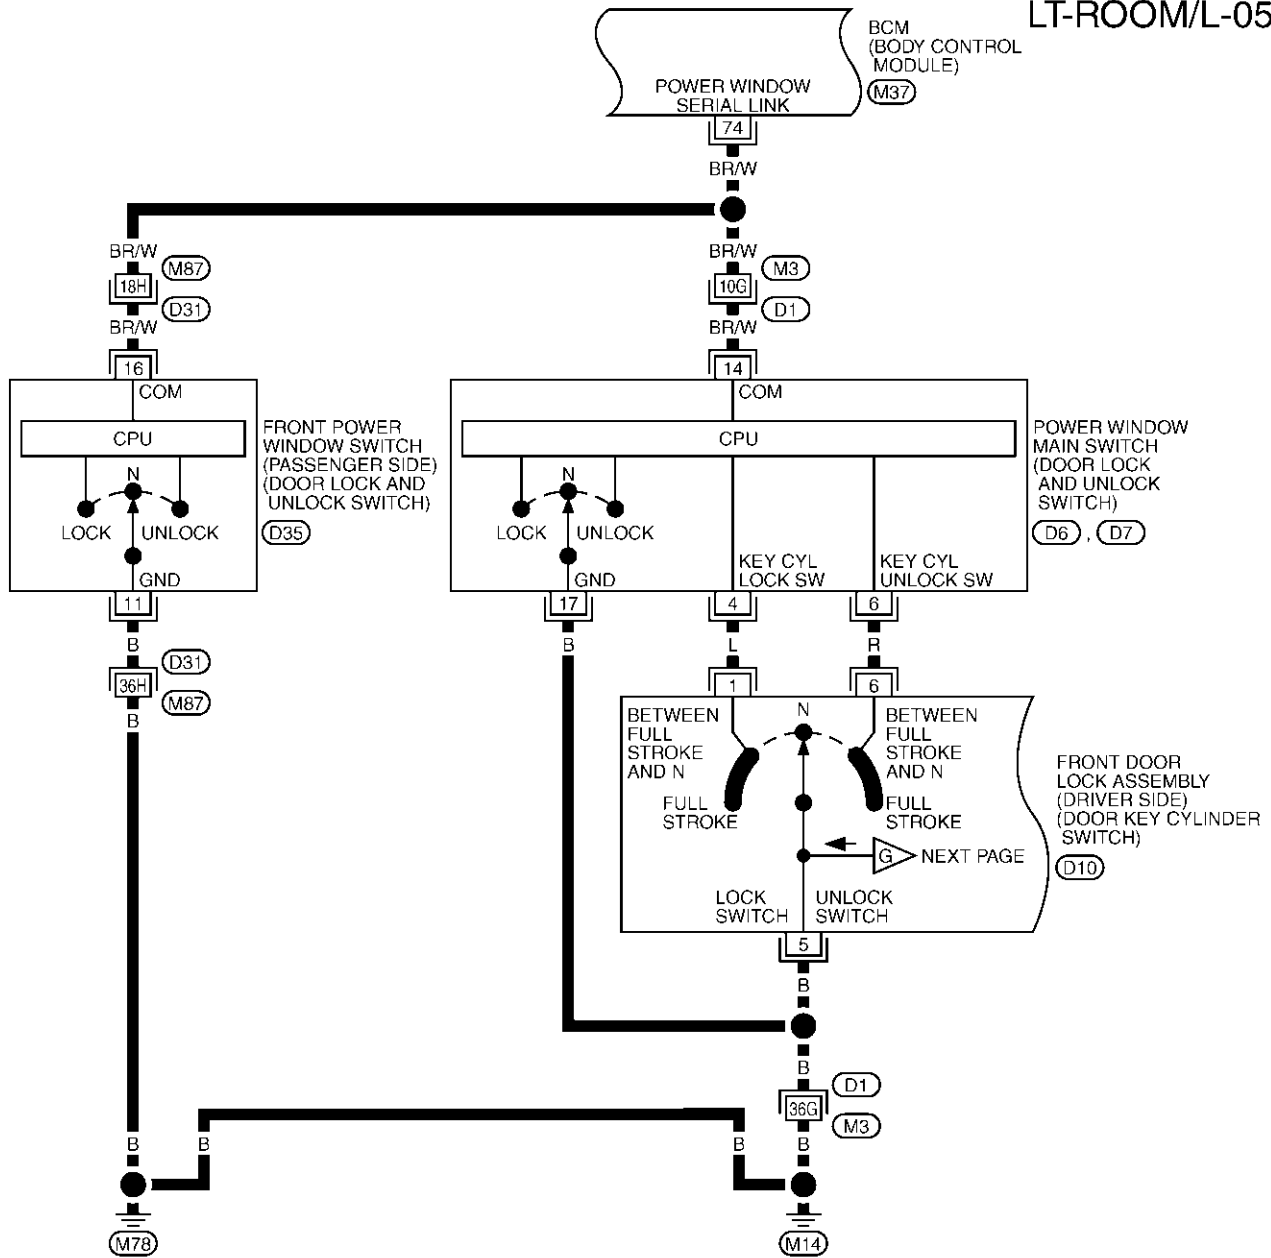 LT-ROOM/L-05
BCM
(BODY CONTROL
MODULE)
M37
POWER WINDOW
SERIAL LINK
74
BR/W
BR/W
M87
18H
D31
BR/W
BR/W
M3
10G
D1
BR/W
16
COM
CPU
N
LOCK
UNLOCK
GND
11
FRONT POWER
WINDOW SWITCH
(PASSENGER SIDE)
(DOOR LOCK AND
UNLOCK SWITCH)
D35
14
COM
CPU
N
LOCK
UNLOCK
GND
KEY CYL
LOCK SW
KEY CYL
UNLOCK SW
17
4
6
POWER WINDOW
MAIN SWITCH
(DOOR LOCK
AND UNLOCK
SWITCH)
D6 , D7
B
D31
36H
M87
B
B
L
R
1
6
BETWEEN
FULL
STROKE
AND N
FULL
STROKE
N
BETWEEN
FULL
STROKE
AND N
FULL
STROKE
G
NEXT PAGE
LOCK
SWITCH
UNLOCK
SWITCH
5
FRONT DOOR
LOCK ASSEMBLY
(DRIVER SIDE)
(DOOR KEY CYLINDER
SWITCH)
D10
B
B
D1
36G
M3
B
B
B
B
M78
M14